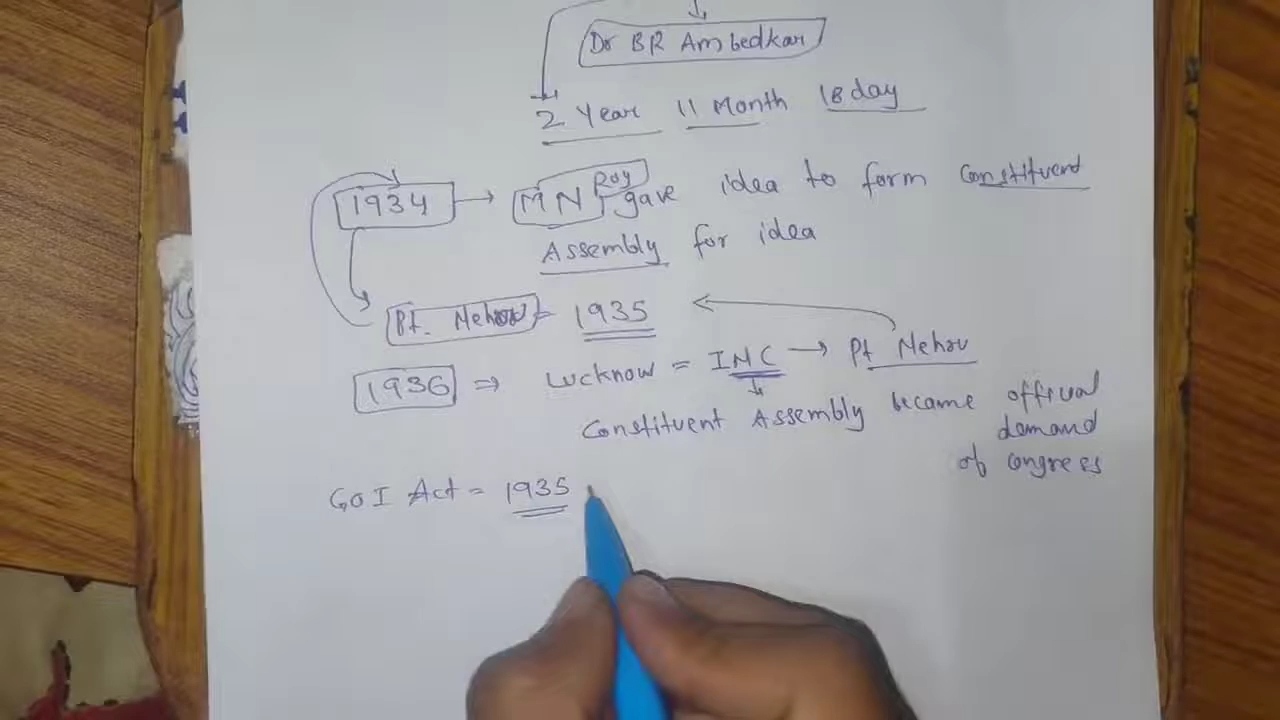 Dr BR Ambedkar
2 Year 11 Month 18 day
1934 → MN Roy gave idea to form Constituent
Assembly for idea
Pt. Nehru = 1935
1936 ⇒ Lucknow = INC → Pt Nehru
Constituent Assembly became offical
demand
of Congress
GOI Act = 1935